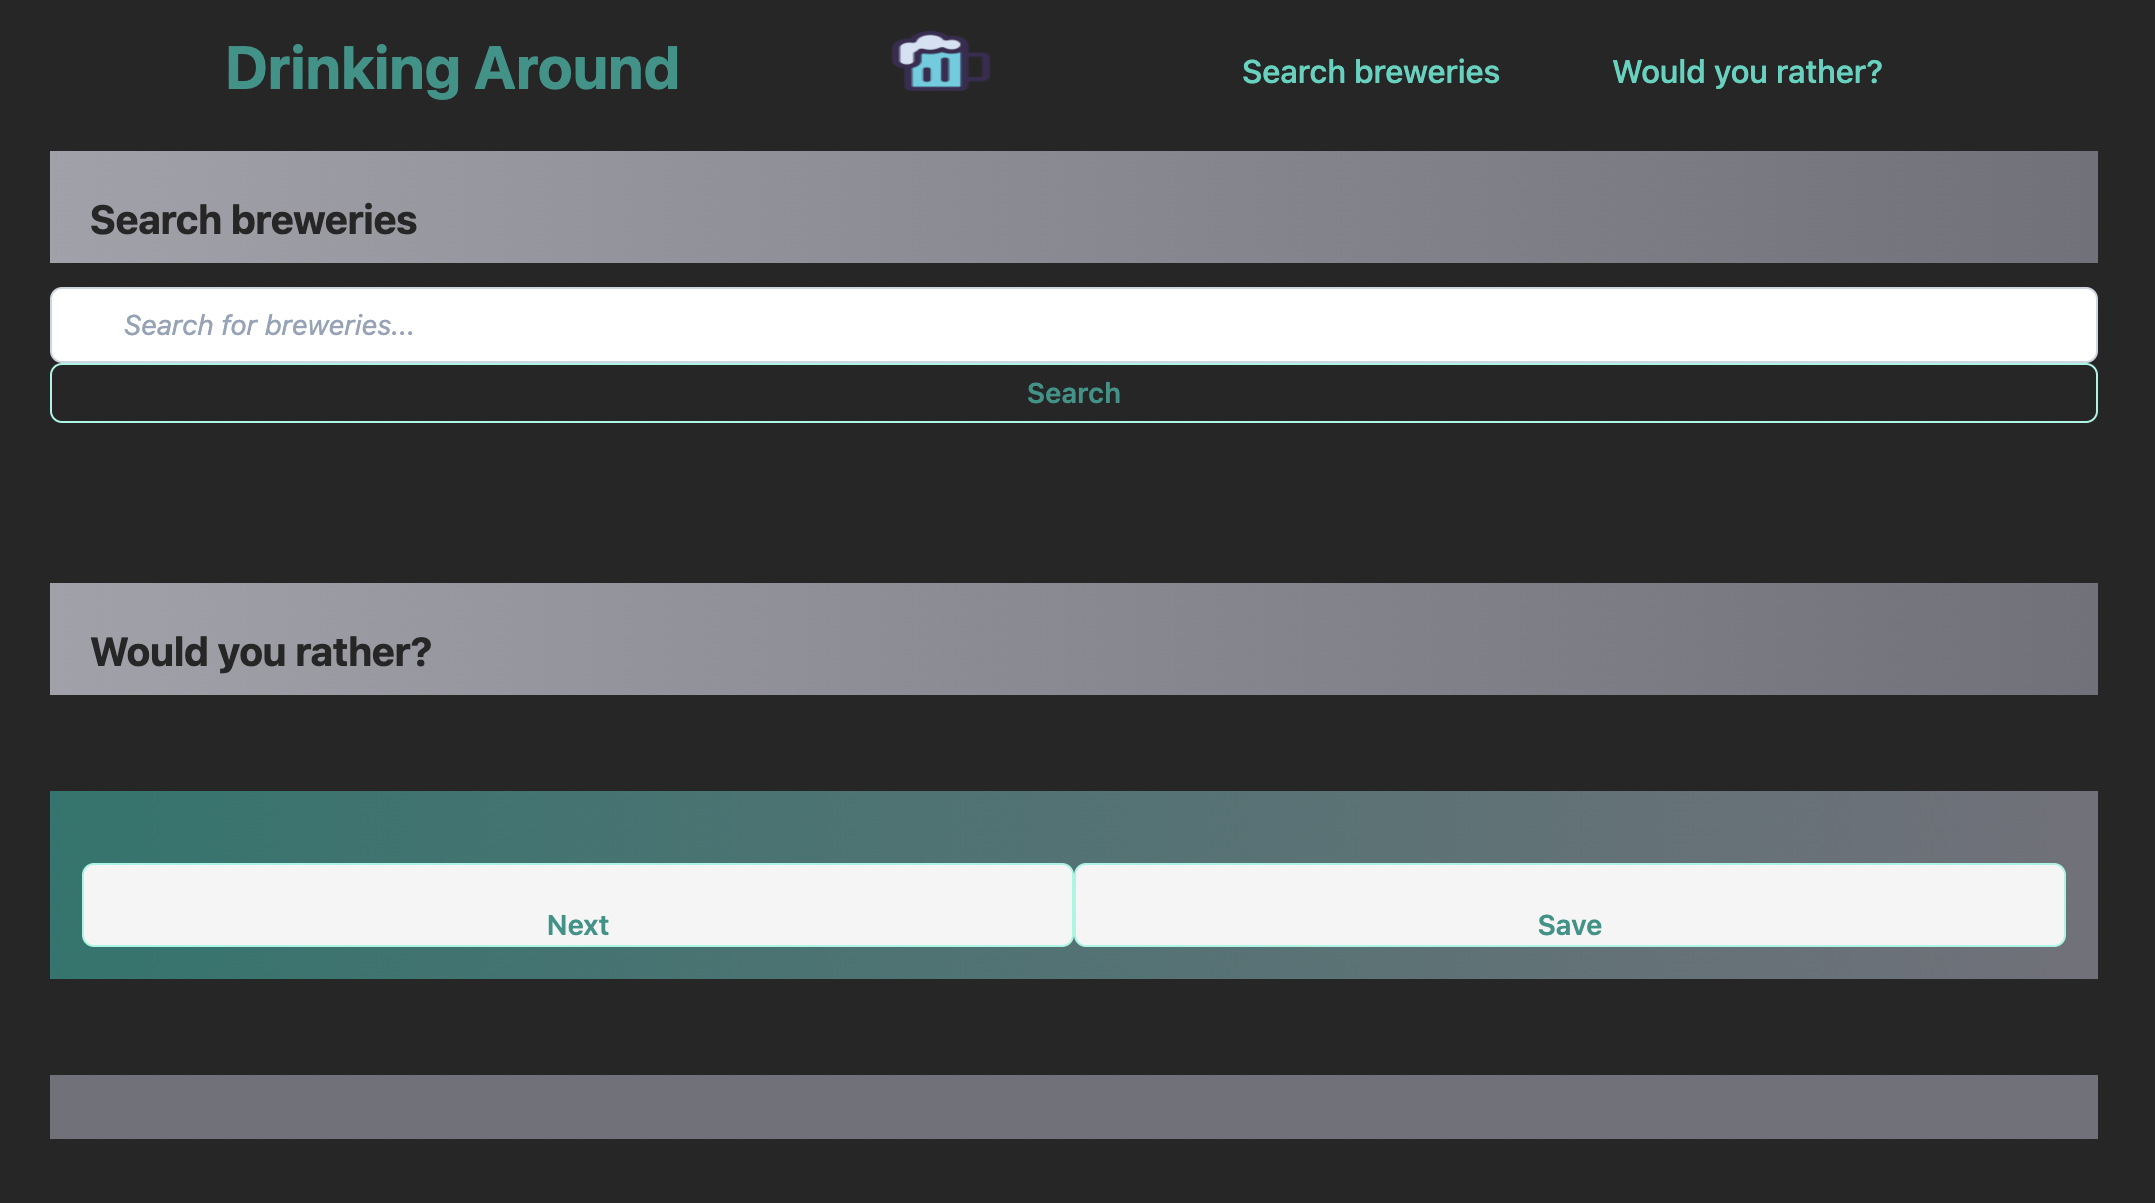 Drinking Around
Search breweries
Would you rather?
Search breweries
Search for breweries...
Search
Would you rather?
Next
Save